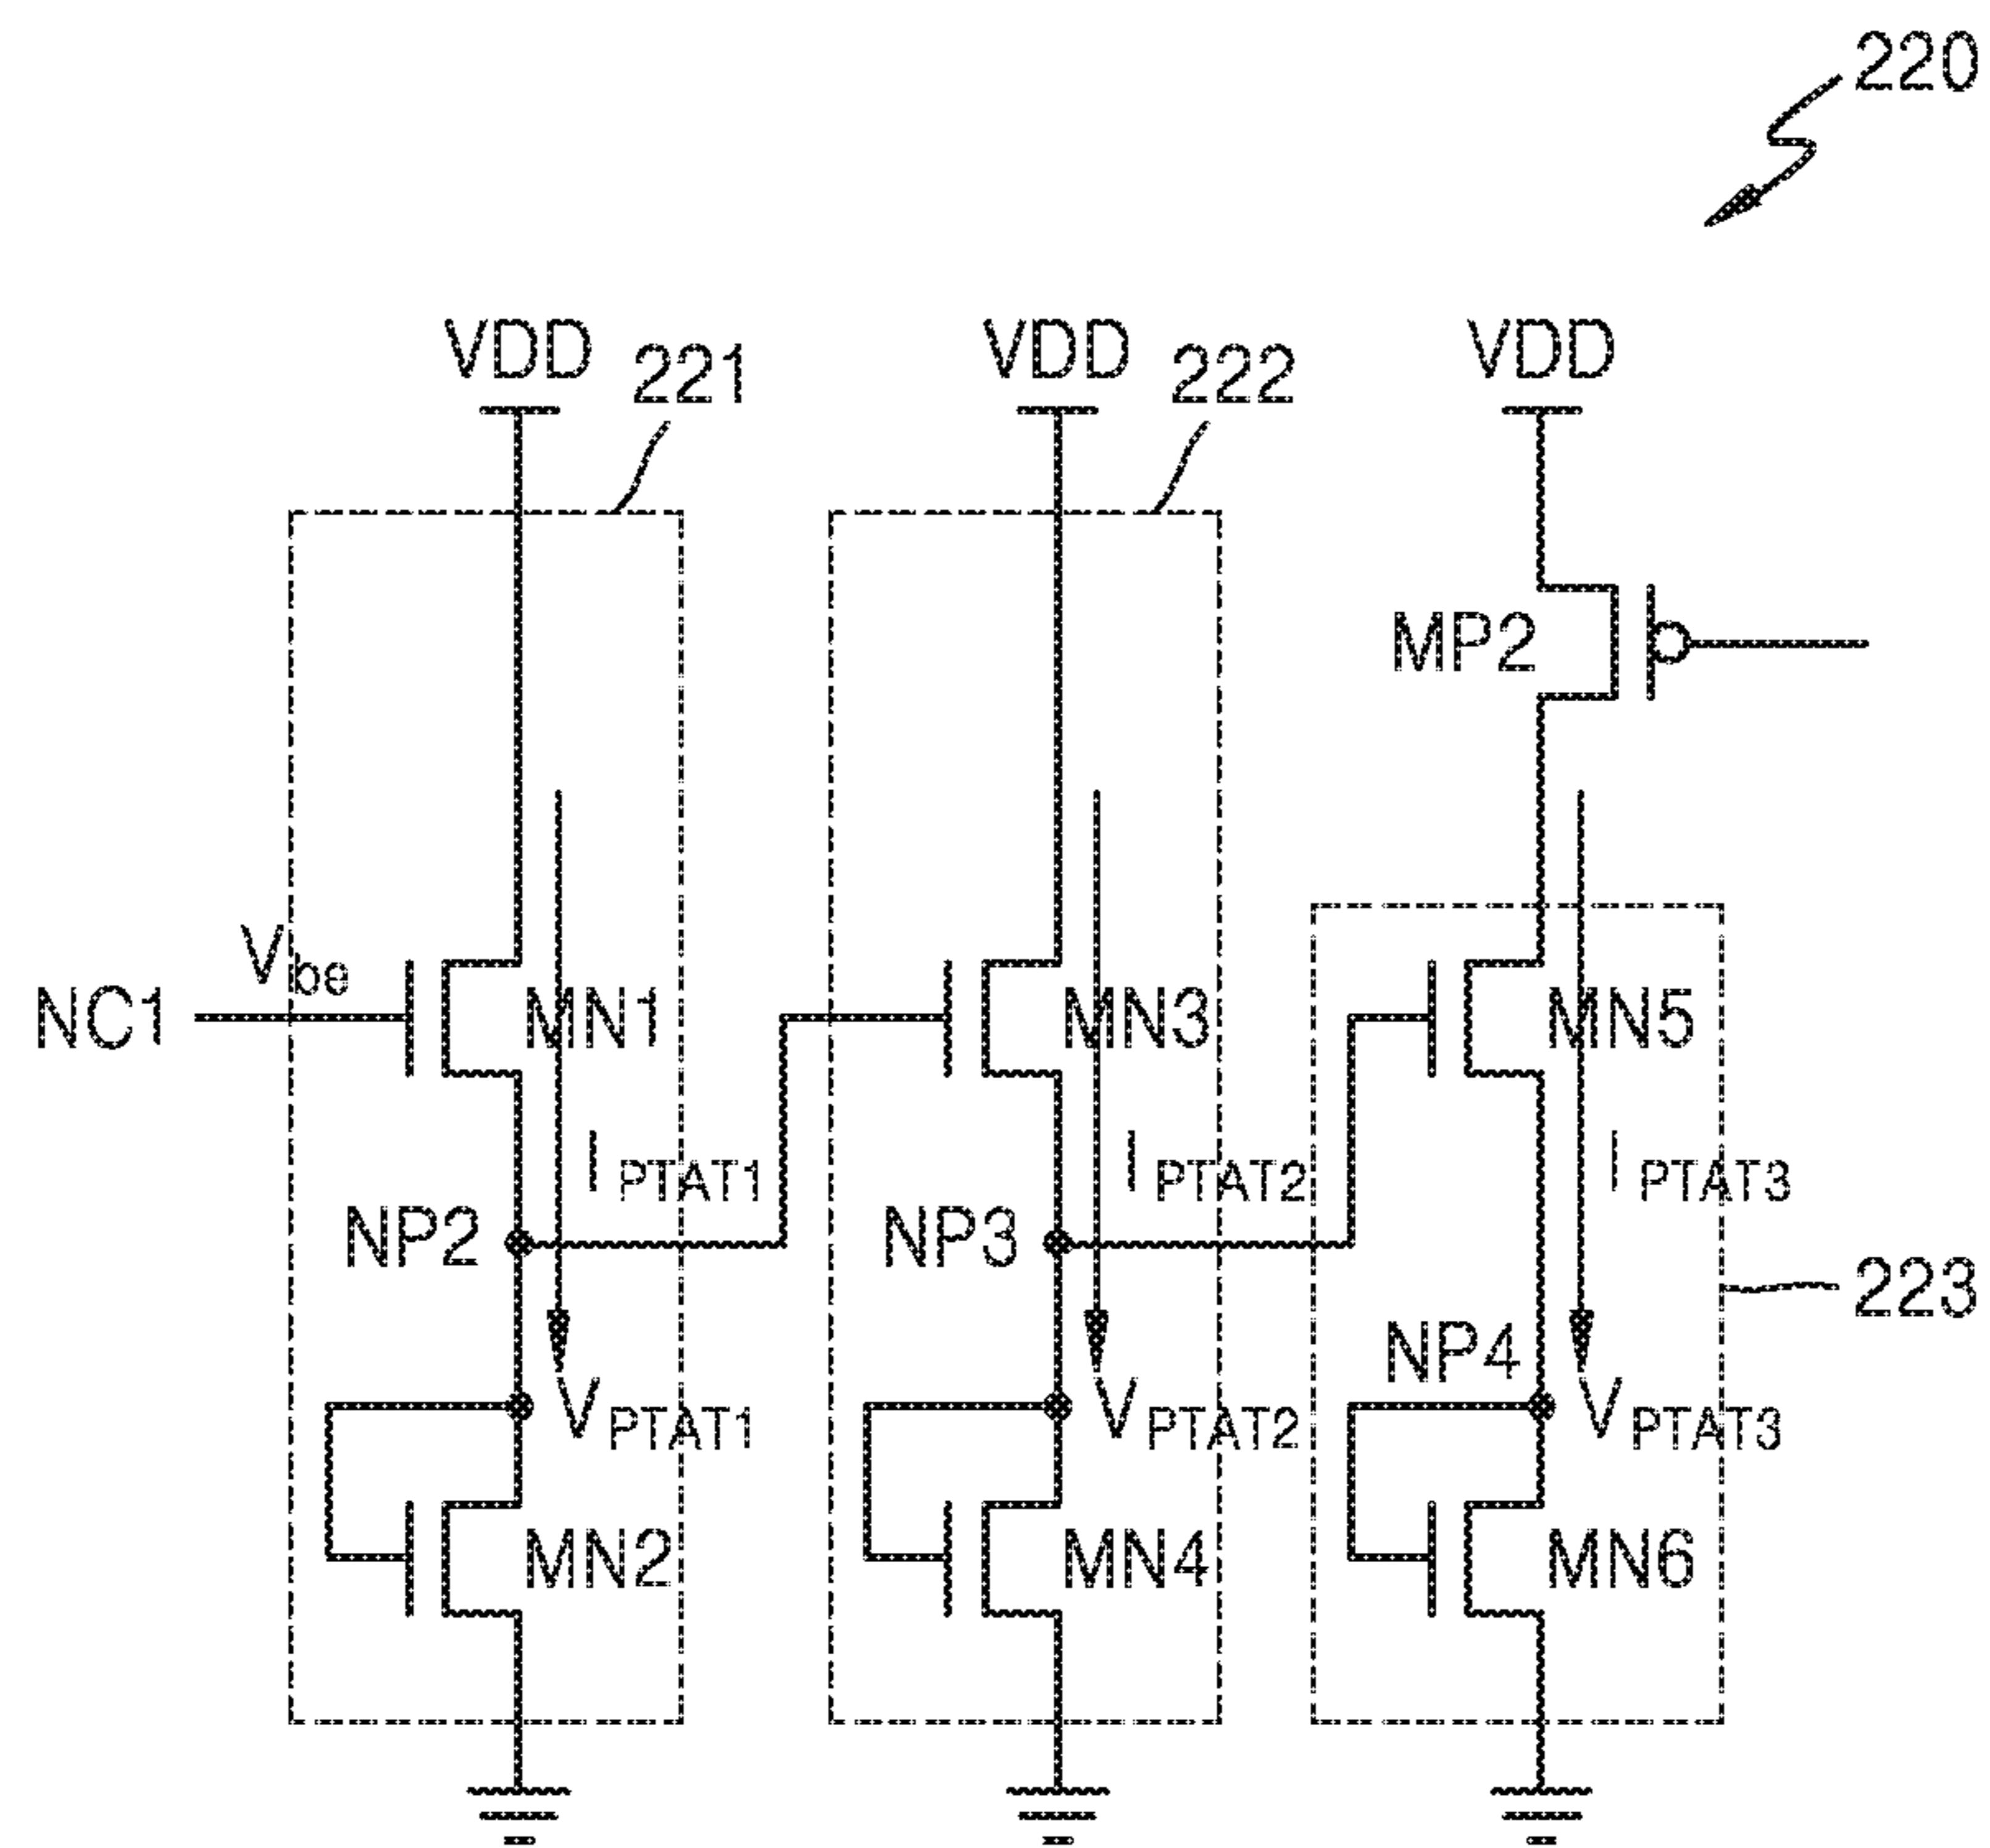 220
VDD 221 VDD 222 VDD
MP2
Vbe
NC1 MN1 MN3 MN5
IPTAT1 IPTAT2 IPTAT3
NP2 NP3
223
NP4
VPTAT1 VPTAT2 VPTAT3
MN2 MN4 MN6